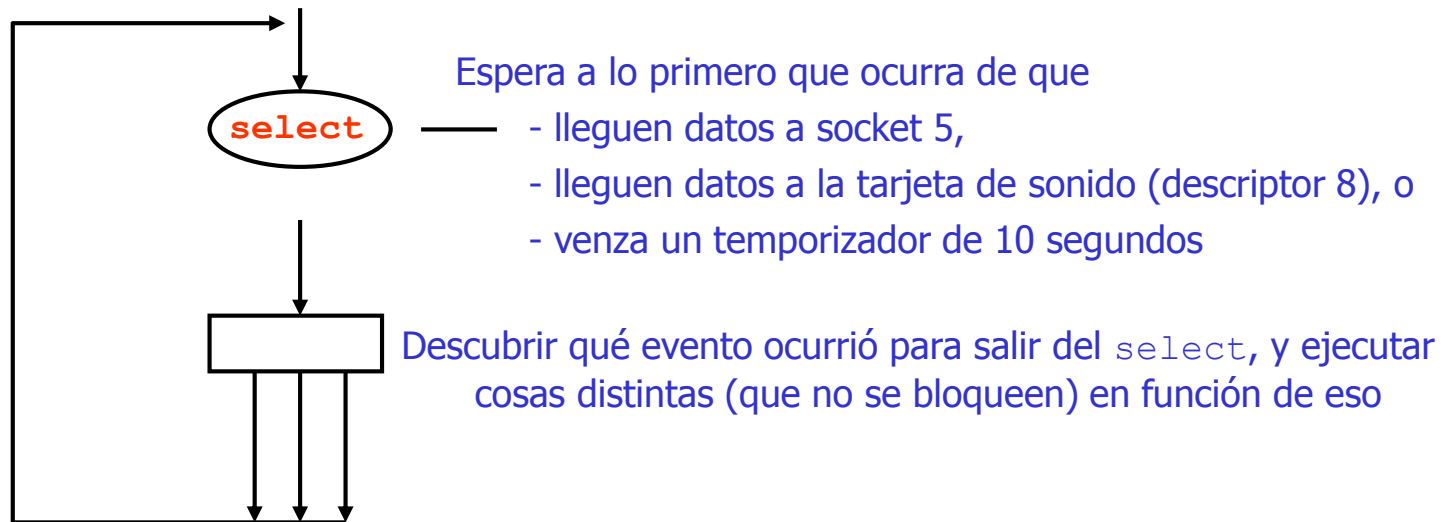 Espera a lo primero que ocurra de que
select
- lleguen datos a socket 5,
- lleguen datos a la tarjeta de sonido (descriptor 8), o
- venza un temporizador de 10 segundos
Descubrir qué evento ocurrió para salir del select, y ejecutar
cosas distintas (que no se bloqueen) en función de eso